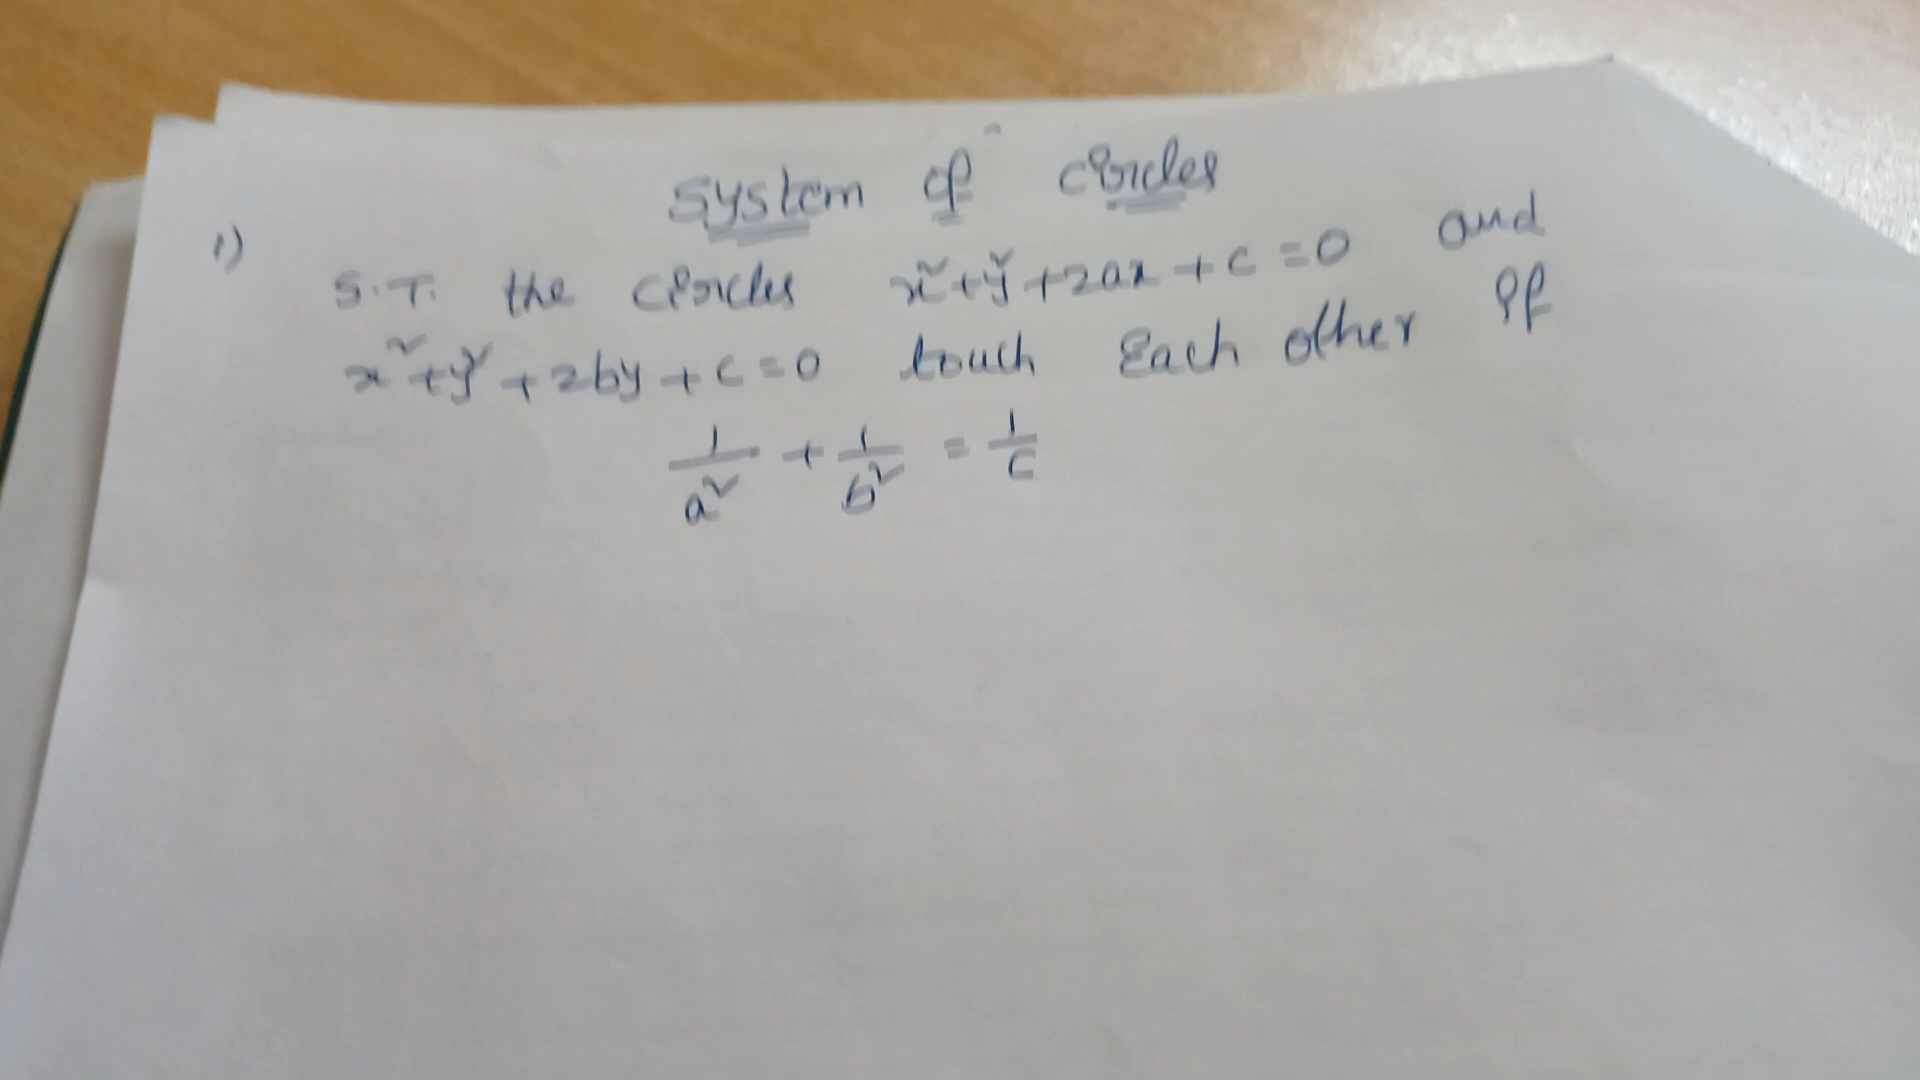 System of circles
1) S.T. the circles x²+y²+2ax+c=0 and
x²+y²+2by+c=0 touch Each other if
1/a² + 1/b² = 1/c